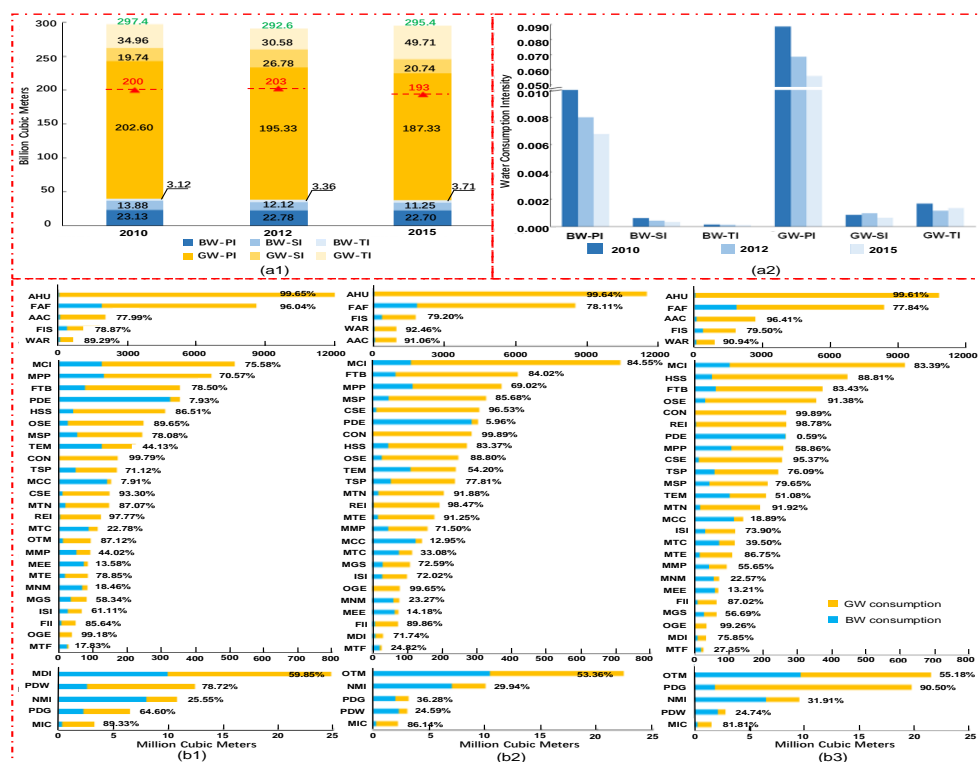 297.4 292.6 295.4
300 34.96 30.58 49.71
250 19.74 26.78 20.74
200 200 203 193
150 202.60 195.33 187.33
100
50 3.12 3.36 3.71
13.88 12.12 11.25
0 23.13 22.78 22.70
Billion Cubic Meters
2010 2012 2015
BW-PI BW-SI BW-TI
GW-PI GW-SI GW-TI
(a1)
Water Consumption Intensity
0.090
0.080
0.070
0.060
0.050
0.010
0.008
0.006
0.004
0.002
0.000
BW-PI BW-SI BW-TI GW-PI GW-SI GW-TI
2010 2012 2015
(a2)
AHU 99.65%
FAF 96.04%
AAC 77.99%
FIS 78.87%
WAR 89.29%
0 3000 6000 9000 12000
MCI 75.58%
MPP 70.57%
FTB 78.50%
PDE 7.93%
HSS 86.51%
OSE 89.65%
MSP 78.08%
TEM 44.13%
CON 99.79%
TSP 71.12%
MCC 7.91%
CSE 93.30%
MTN 87.07%
REI 97.77%
MTC 22.78%
OTM 87.12%
MMP 44.02%
MEE 13.58%
MTE 78.85%
MNM 18.46%
MGS 58.34%
ISI 61.11%
FII 85.64%
OGE 99.18%
MTF 17.83%
0 100 200 300 400 500 600 800
MDI 59.85%
PDW 78.72%
NMI 25.55%
PDG 64.60%
MIC 89.33%
0 5 10 15 20 25
Million Cubic Meters
(b1)
AHU 99.64%
FAF 78.11%
FIS 79.20%
WAR 92.46%
AAC 91.06%
0 3000 6000 9000 12000
MCI 84.55%
FTB 84.02%
MPP 69.02%
MSP 85.68%
CSE 96.53%
PDE 5.96%
CON 99.89%
HSS 83.37%
OSE 88.80%
TEM 54.20%
TSP 77.81%
MTN 91.88%
REI 98.47%
MTE 91.25%
MMP 71.50%
MCC 12.95%
MTC 33.08%
MGS 72.59%
ISI 72.02%
OGE 99.65%
MNM 23.27%
MEE 14.18%
FII 89.86%
MDI 71.74%
MTF 24.82%
0 200 400 600 800 1000 1200
OTM 53.36%
NMI 29.94%
PDG 36.28%
PDW 24.59%
MIC 86.14%
0 5 10 15 20 25
Million Cubic Meters
(b2)
AHU 99.61%
FAF 77.84%
AAC 96.41%
FIS 79.50%
WAR 90.94%
0 3000 6000 9000 12000
MCI 83.39%
HSS 88.81%
FTB 83.43%
OSE 91.38%
CON 99.89%
REI 98.78%
PDE 0.59%
MPP 58.86%
CSE 95.37%
TSP 76.09%
MSP 79.65%
TEM 51.08%
MTN 91.92%
MCC 18.89%
ISI 73.90%
MTC 39.50%
MTE 86.75%
MMP 55.65%
MNM 22.57%
MEE 13.21%
FII 87.02%
MGS 56.69%
OGE 99.26%
MDI 75.85%
MTF 27.35%
GW consumption
BW consumption
0 200 400 600 800 1000 1200
OTM 55.18%
PDG 90.50%
NMI 31.91%
PDW 24.74%
MIC 81.81%
0 5 10 15 20 25
Million Cubic Meters
(b3)